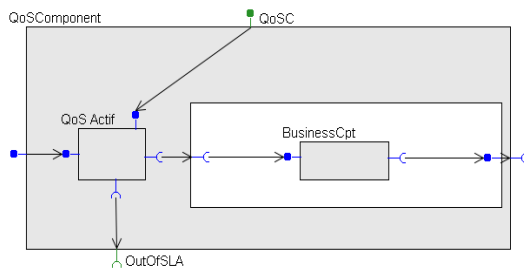 QoSComponent
QoSC
QoS Actif
BusinessCpt
OutOfSLA